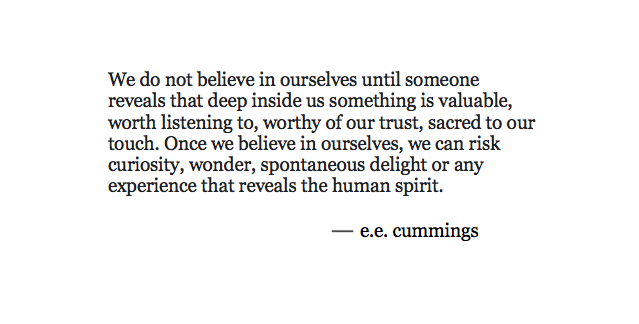 We do not believe in ourselves until someone
reveals that deep inside us something is valuable,
worth listening to, worthy of our trust, sacred to our
touch. Once we believe in ourselves, we can risk
curiosity, wonder, spontaneous delight or any
experience that reveals the human spirit.
— e.e. cummings